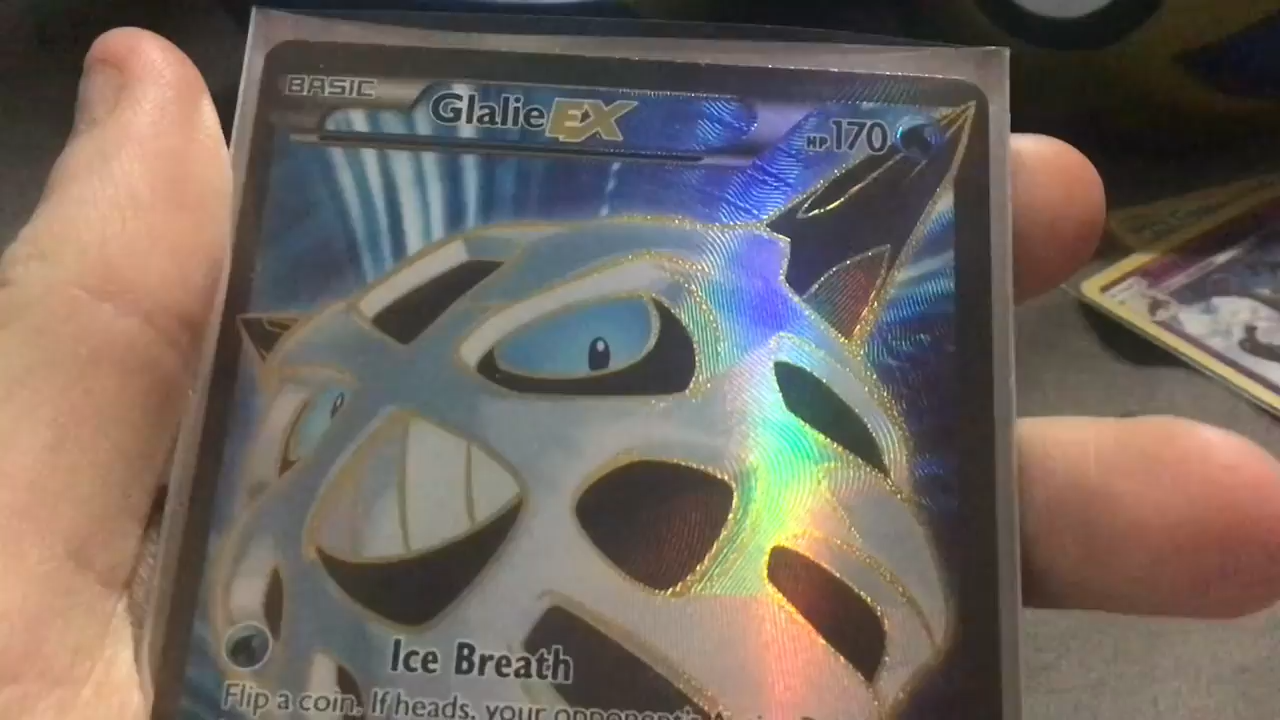 BASIC
Glalie EX
HP 170
Ice Breath
Flip a coin. If heads, your opponent's